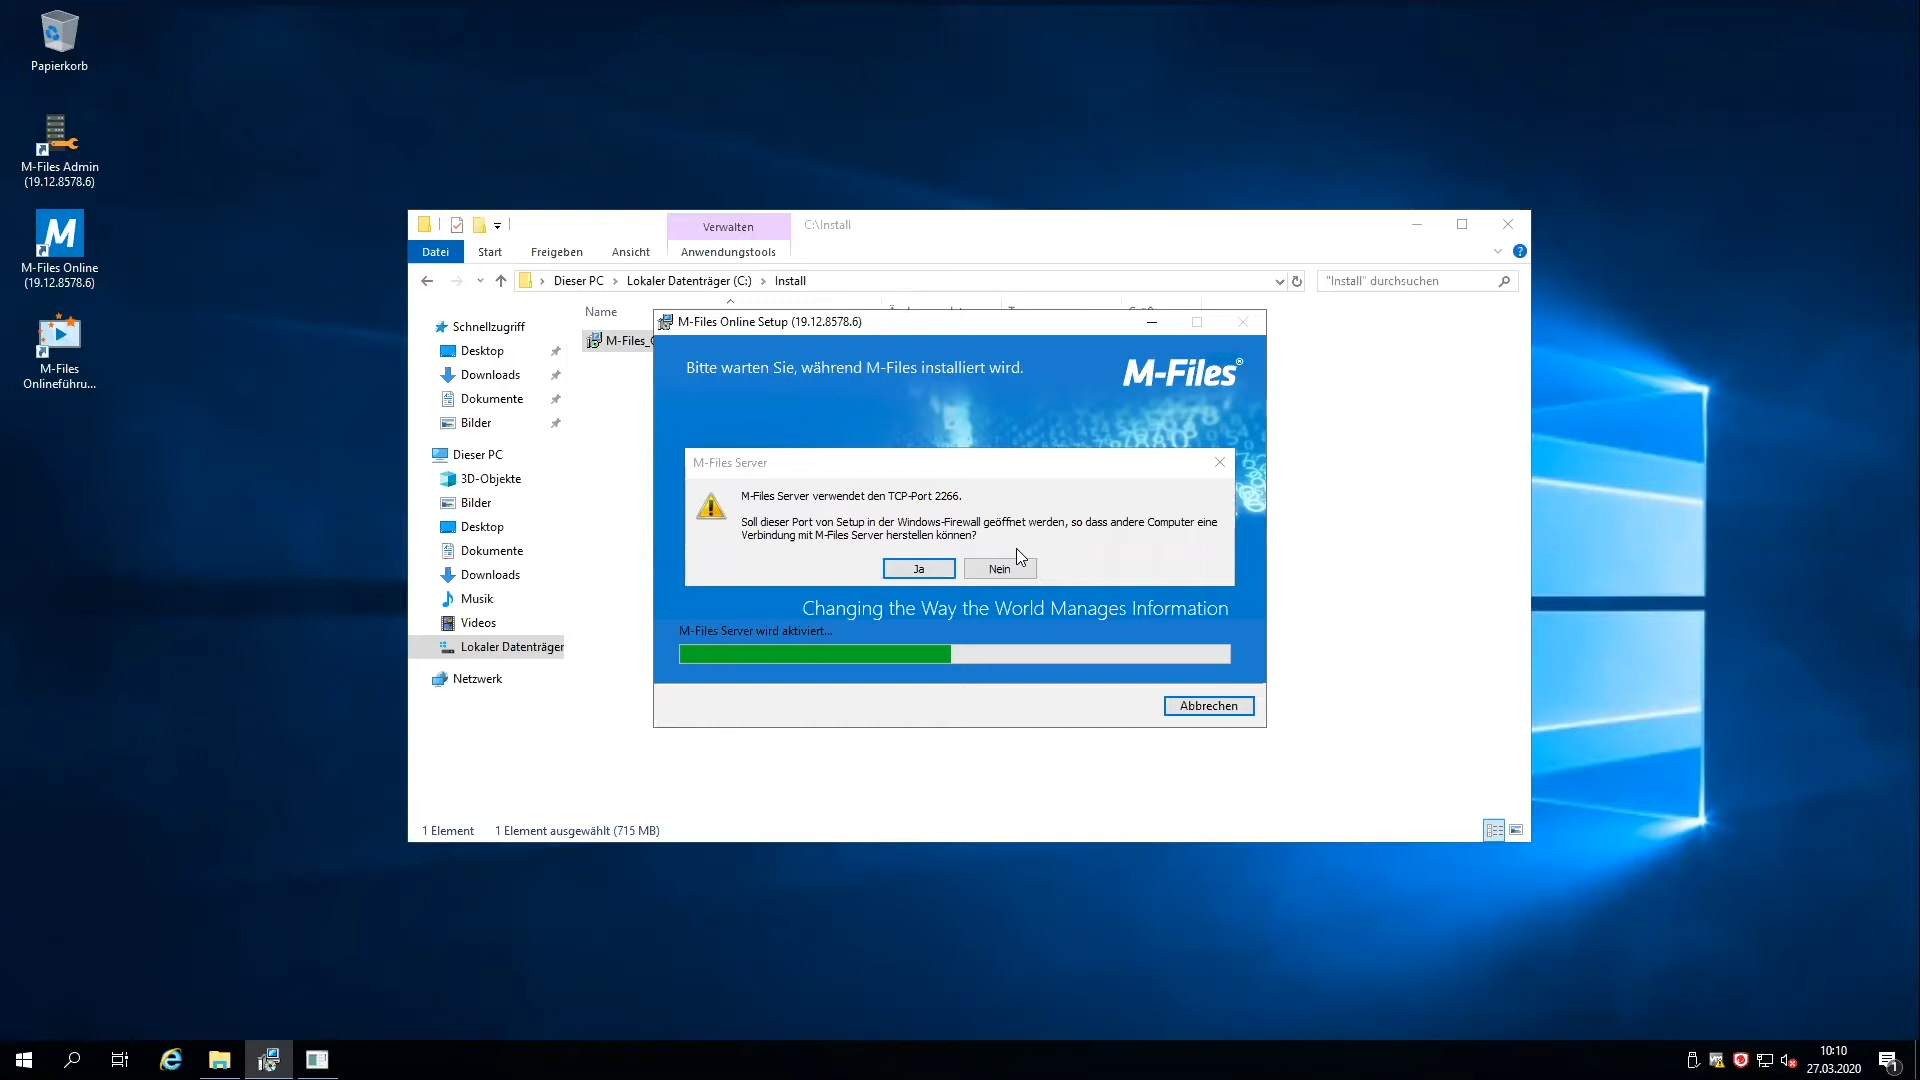 Papierkorb
M-Files Admin
(19.12.8578.6)
M-Files Online
(19.12.8578.6)
M-Files
Onlineführu...
Verwalten
C:\Install
Datei
Start
Freigeben
Ansicht
Anwendungstools
Dieser PC
Lokaler Datenträger (C:)
Install
"Install" durchsuchen
Name
M-Files_
Schnellzugriff
Desktop
Downloads
Dokumente
Bilder
Dieser PC
3D-Objekte
Bilder
Desktop
Dokumente
Downloads
Musik
Videos
Lokaler Datenträger
Netzwerk
M-Files Online Setup (19.12.8578.6)
Bitte warten Sie, während M-Files installiert wird.
M-Files®
M-Files Server
M-Files Server verwendet den TCP-Port 2266.
Soll dieser Port von Setup in der Windows-Firewall geöffnet werden, so dass andere Computer eine
Verbindung mit M-Files Server herstellen können?
Ja
Nein
Changing the Way the World Manages Information
M-Files Server wird aktiviert...
Abbrechen
1 Element
1 Element ausgewählt (715 MB)
10:10
27.03.2020
1